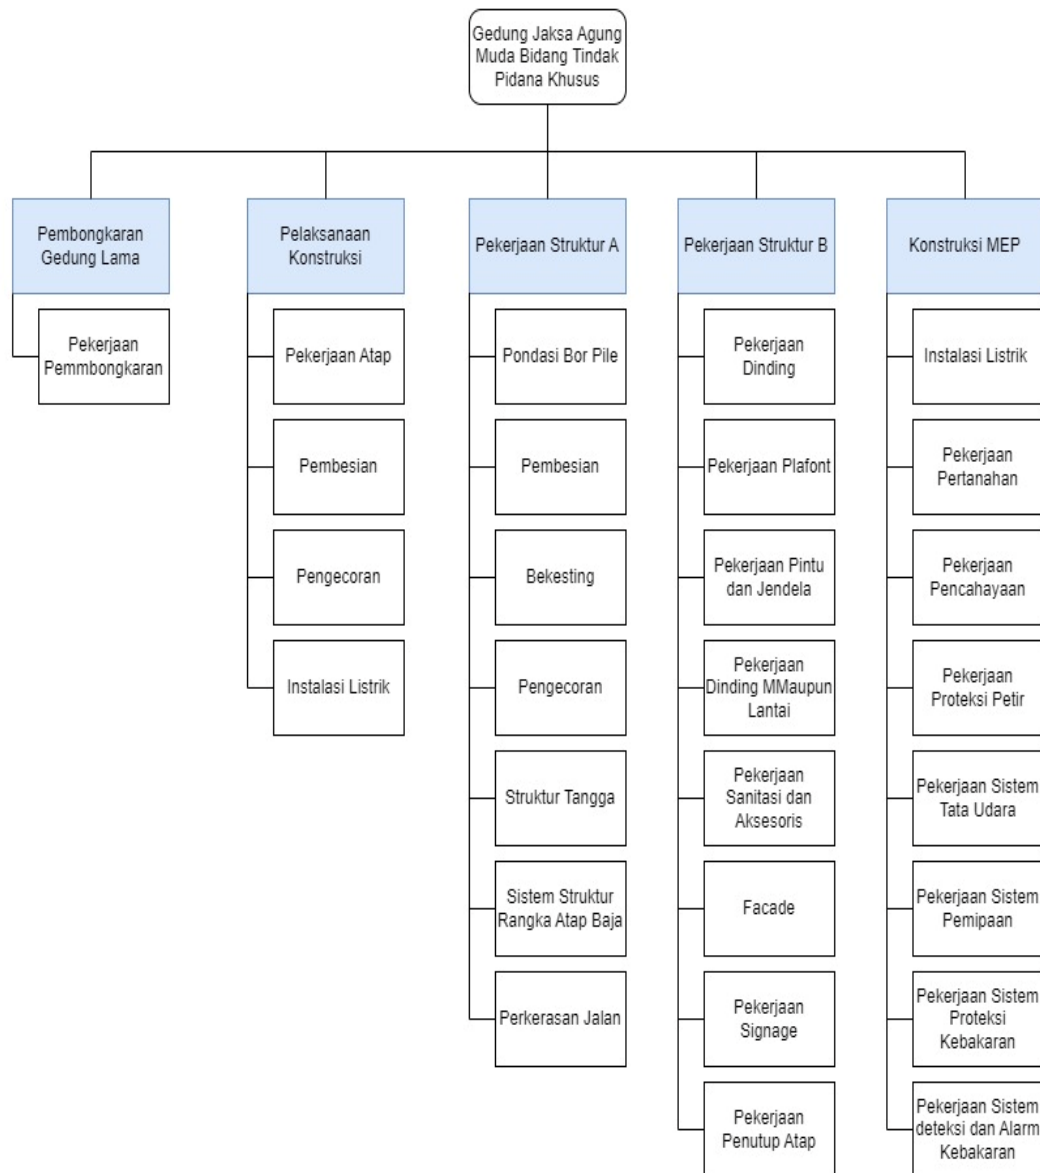 Gedung Jaksa Agung
Muda Bidang Tindak
Pidana Khusus
Pembongkaran
Gedung Lama
Pekerjaan
Pemmbongkaran
Pelaksanaan
Konstruksi
Pekerjaan Atap
Pembesian
Pengecoran
Instalasi Listrik
Pekerjaan Struktur A
Pondasi Bor Pile
Pembesian
Bekesting
Pengecoran
Struktur Tangga
Sistem Struktur
Rangka Atap Baja
Perkerasan Jalan
Pekerjaan Struktur B
Pekerjaan
Dinding
Pekerjaan Plafont
Pekerjaan Pintu
dan Jendela
Pekerjaan
Dinding MMaupun
Lantai
Pekerjaan
Sanitasi dan
Aksesoris
Facade
Pekerjaan
Signage
Pekerjaan
Penutup Atap
Konstruksi MEP
Instalasi Listrik
Pekerjaan
Pertanahan
Pekerjaan
Pencahayaan
Pekerjaan
Proteksi Petir
Pekerjaan Sistem
Tata Udara
Pekerjaan Sistem
Pemipaan
Pekerjaan Sistem
Proteksi
Kebakaran
Pekerjaan Sistem
deteksi dan Alarm
Kebakaran